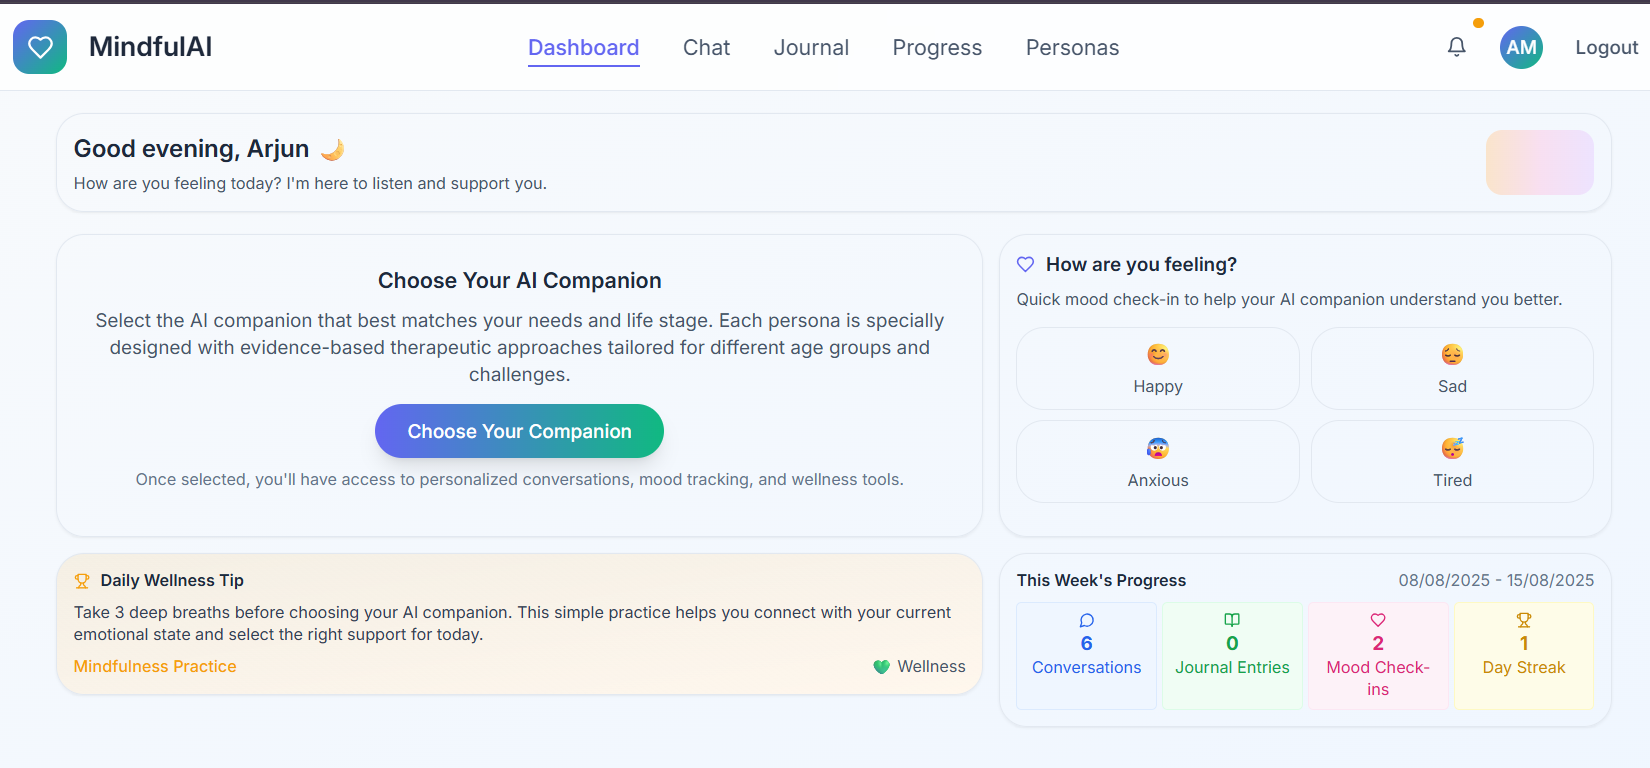 MindfulAI
Dashboard Chat Journal Progress Personas
AM
Logout
Good evening, Arjun 🌙
How are you feeling today? I'm here to listen and support you.
Choose Your AI Companion
Select the AI companion that best matches your needs and life stage. Each persona is specially
designed with evidence-based therapeutic approaches tailored for different age groups and
challenges.
Choose Your Companion
Once selected, you'll have access to personalized conversations, mood tracking, and wellness tools.
How are you feeling?
Quick mood check-in to help your AI companion understand you better.
😊
Happy
😔
Sad
😰
Anxious
😴
Tired
Daily Wellness Tip
Take 3 deep breaths before choosing your AI companion. This simple practice helps you connect with your current
emotional state and select the right support for today.
Mindfulness Practice
💚 Wellness
This Week's Progress
08/08/2025 - 15/08/2025
6
Conversations
0
Journal Entries
2
Mood Check-
ins
1
Day Streak